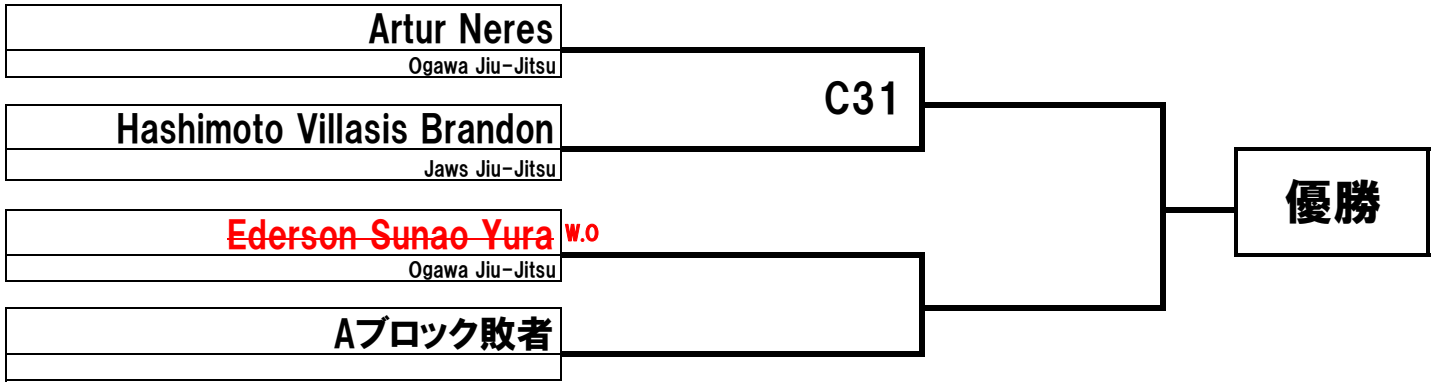 Artur Neres
Ogawa Jiu-Jitsu
C31
Hashimoto Villasis Brandon
Jaws Jiu-Jitsu
優勝
Ederson Sunao Yura W.O
Ogawa Jiu-Jitsu
Aブロック敗者